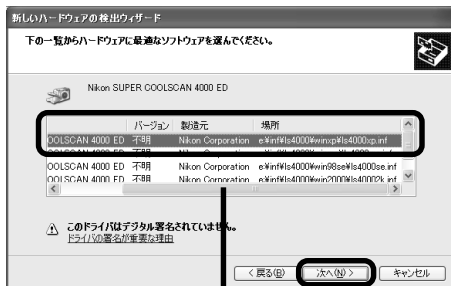 新しいハードウェアの検出ウィザード
下の一覧からハードウェアに最適なソフトウェアを選んでください。
Nikon SUPER COOLSCAN 4000 ED
バージョン 製造元 場所
OOLSCAN 4000 ED 不明 Nikon Corporation e:¥inf¥ls4000¥winxp¥ls4000xp.inf
OOLSCAN 4000 ED 不明 Nikon Corporation
OOLSCAN 4000 ED 不明 Nikon Corporation e:¥inf¥ls4000¥win98se¥ls4000se.inf
OOLSCAN 4000 ED 不明 Nikon Corporation e:¥inf¥ls4000¥win2000¥ls40002k.inf
このドライバはデジタル署名されていません。
ドライバの署名が重要な理由
< 戻る(B) 次へ(N) > キャンセル